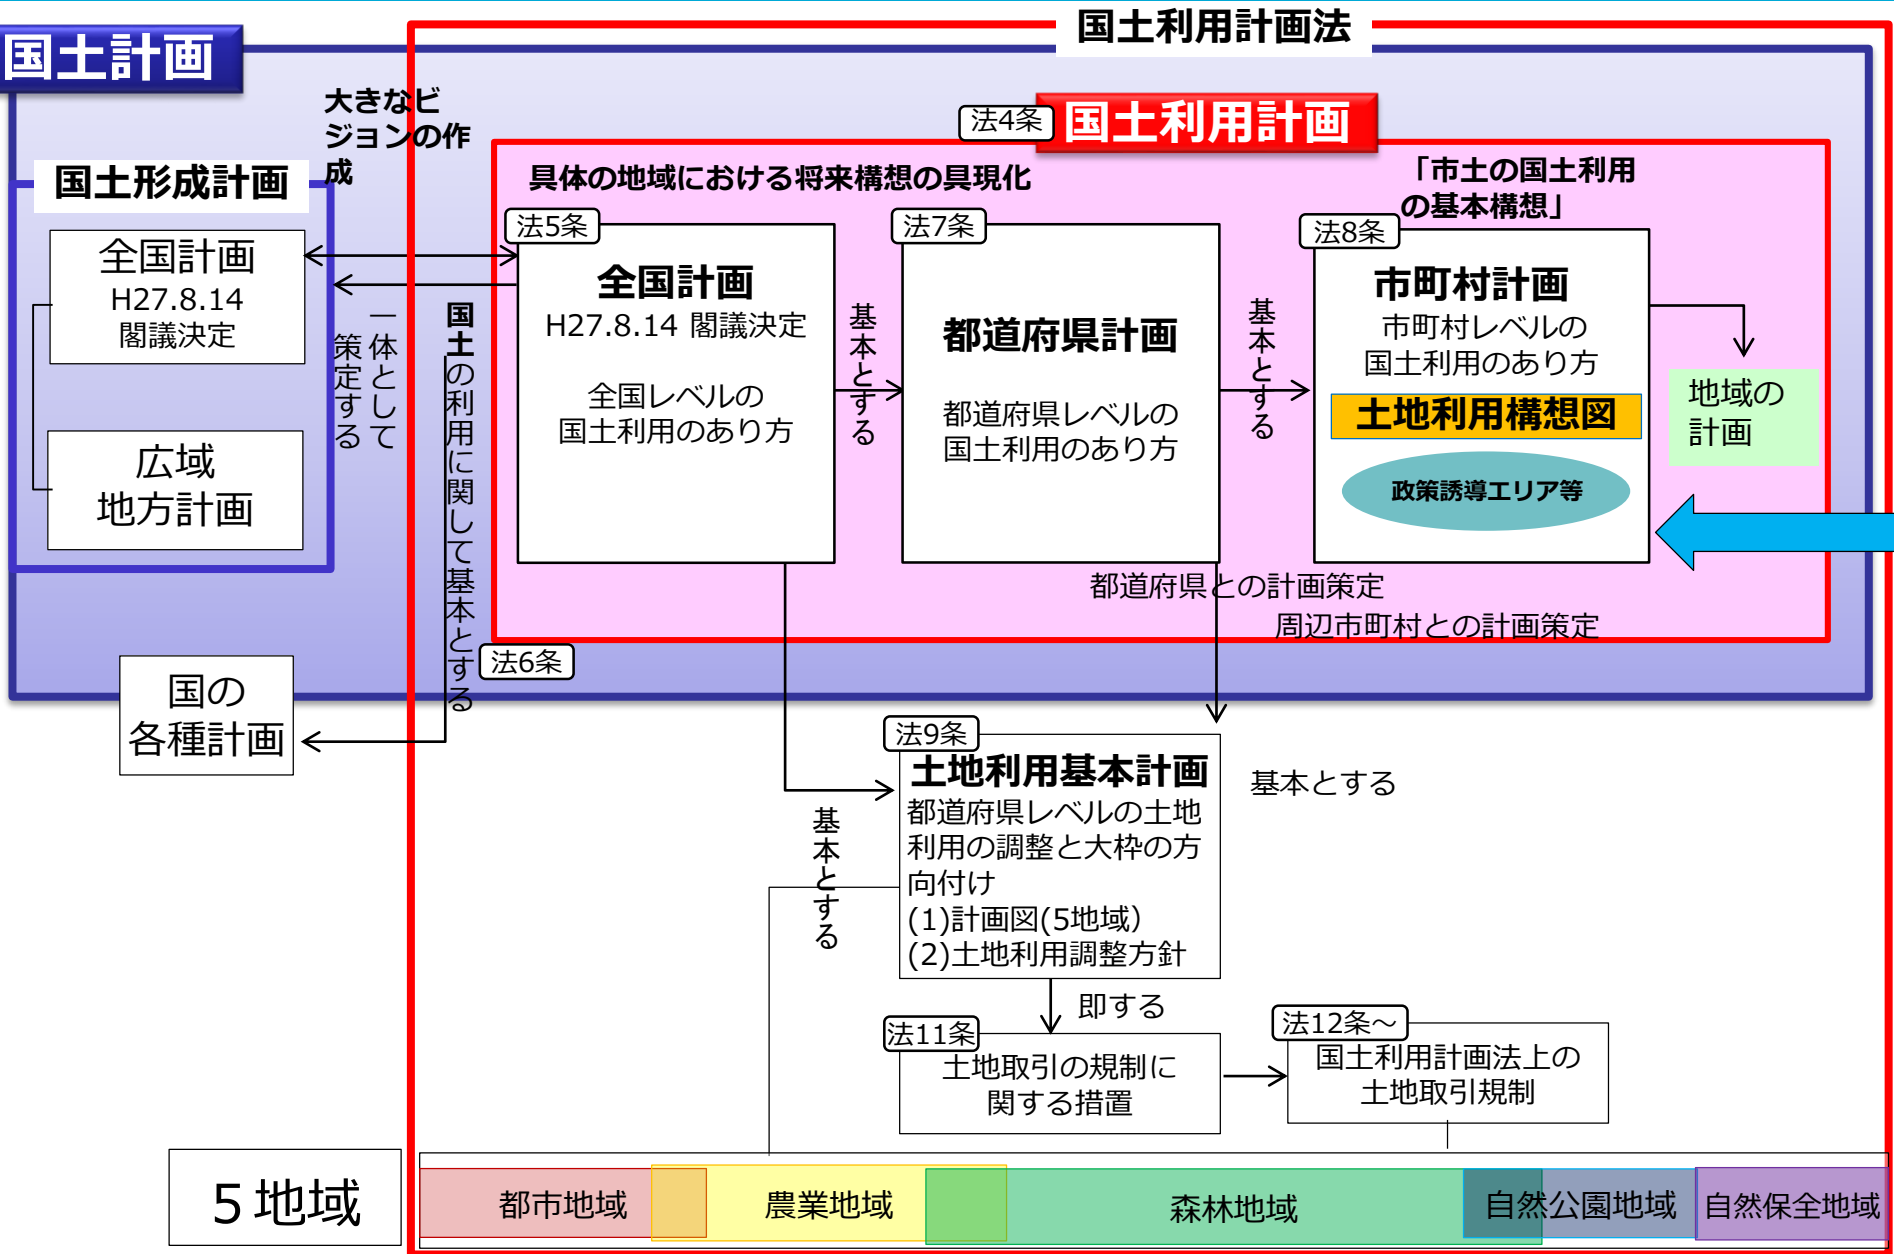 国土利用計画法
国土計画
大きなビ
ジョンの作
成
法4条
国土利用計画
国土形成計画
全国計画
H27.8.14
閣議決定
広域
地方計画
一体として
策定する
国土の利用に関して基本とする
具体の地域における将来構想の具現化
「市土の国土利用
の基本構想」
法5条
全国計画
H27.8.14 閣議決定
全国レベルの
国土利用のあり方
基本とする
法7条
都道府県計画
都道府県レベルの
国土利用のあり方
基本とする
法8条
市町村計画
市町村レベルの
国土利用のあり方
土地利用構想図
政策誘導エリア等
地域の
計画
都道府県との計画策定
周辺市町村との計画策定
法6条
国の
各種計画
法9条
土地利用基本計画
都道府県レベルの土地
利用の調整と大枠の方
向付け
(1)計画図(5地域）
(2)土地利用調整方針
基本とする
基本とする
即する
法11条
土地取引の規制に
関する措置
法12条～
国土利用計画法上の
土地取引規制
５地域
都市地域
農業地域
森林地域
自然公園地域
自然保全地域